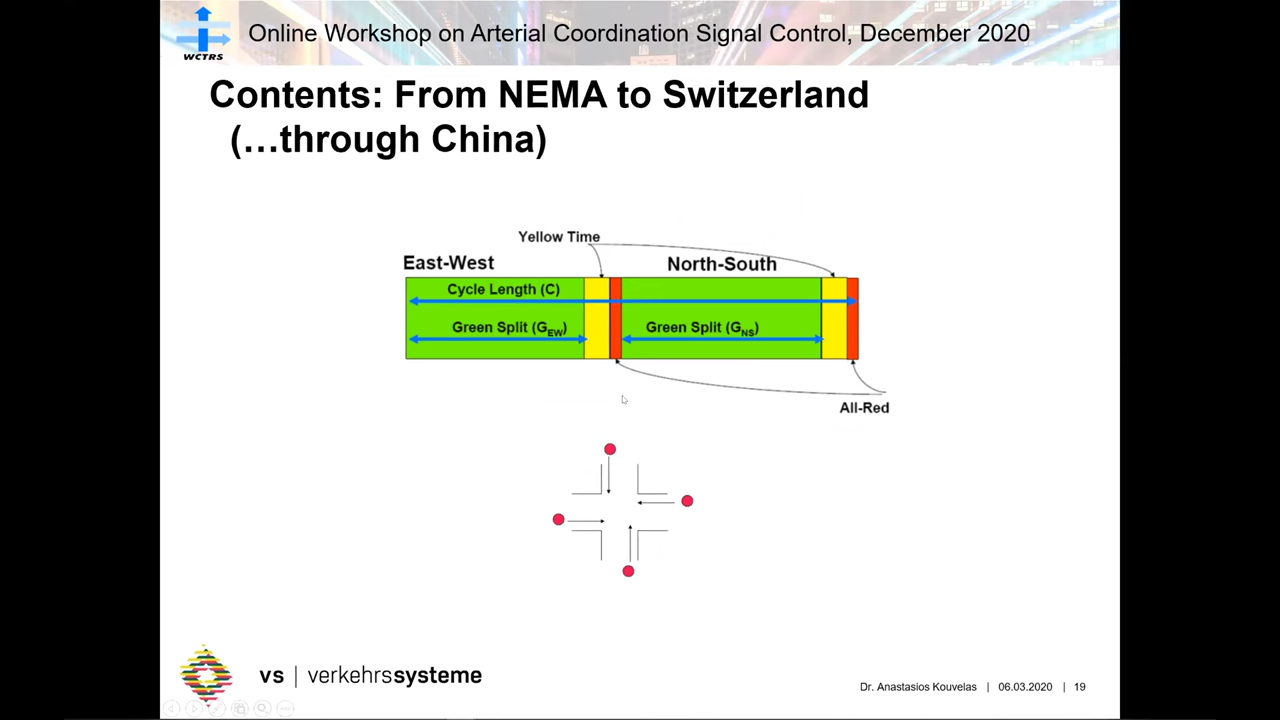 Online Workshop on Arterial Coordination Signal Control, December 2020
WCTRS
Contents: From NEMA to Switzerland
(…through China)
Yellow Time
East-West
North-South
Cycle Length (C)
Green Split (GEW)
Green Split (GNS)
All-Red
vs | verkehrssysteme
Dr. Anastasios Kouvelas | 06.03.2020 | 19